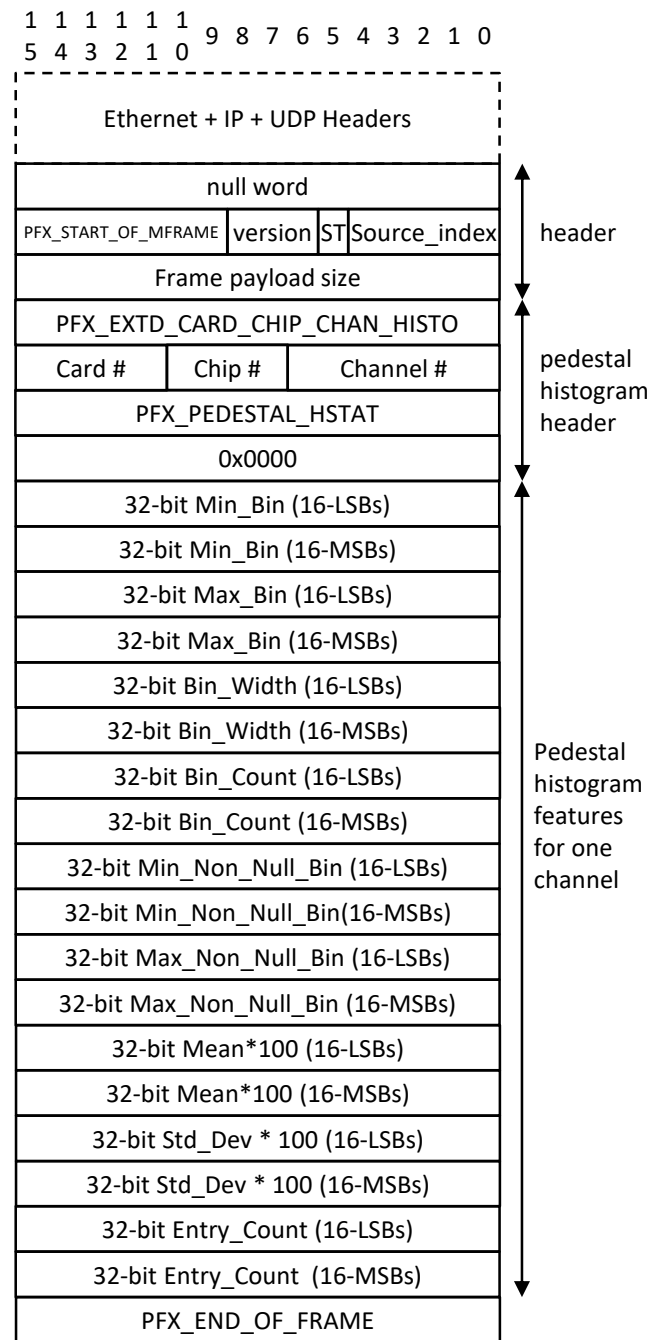 1 1 1 1 1 1 9 8 7 6 5 4 3 2 1 0
5 4 3 2 1 0
Ethernet + IP + UDP Headers
null word
PFX_START_OF_MFRAME version ST Source_index
header
Frame payload size
PFX_EXTD_CARD_CHIP_CHAN_HISTO
Card # Chip # Channel #
pedestal
histogram
header
PFX_PEDESTAL_HSTAT
0x0000
32-bit Min_Bin (16-LSBs)
32-bit Min_Bin (16-MSBs)
32-bit Max_Bin (16-LSBs)
32-bit Max_Bin (16-MSBs)
32-bit Bin_Width (16-LSBs)
32-bit Bin_Width (16-MSBs)
32-bit Bin_Count (16-LSBs)
32-bit Bin_Count (16-MSBs)
32-bit Min_Non_Null_Bin (16-LSBs)
32-bit Min_Non_Null_Bin(16-MSBs)
32-bit Max_Non_Null_Bin (16-LSBs)
32-bit Max_Non_Null_Bin (16-MSBs)
32-bit Mean*100 (16-LSBs)
32-bit Mean*100 (16-MSBs)
32-bit Std_Dev * 100 (16-LSBs)
32-bit Std_Dev * 100 (16-MSBs)
32-bit Entry_Count (16-LSBs)
32-bit Entry_Count (16-MSBs)
Pedestal
histogram
features
for one
channel
PFX_END_OF_FRAME